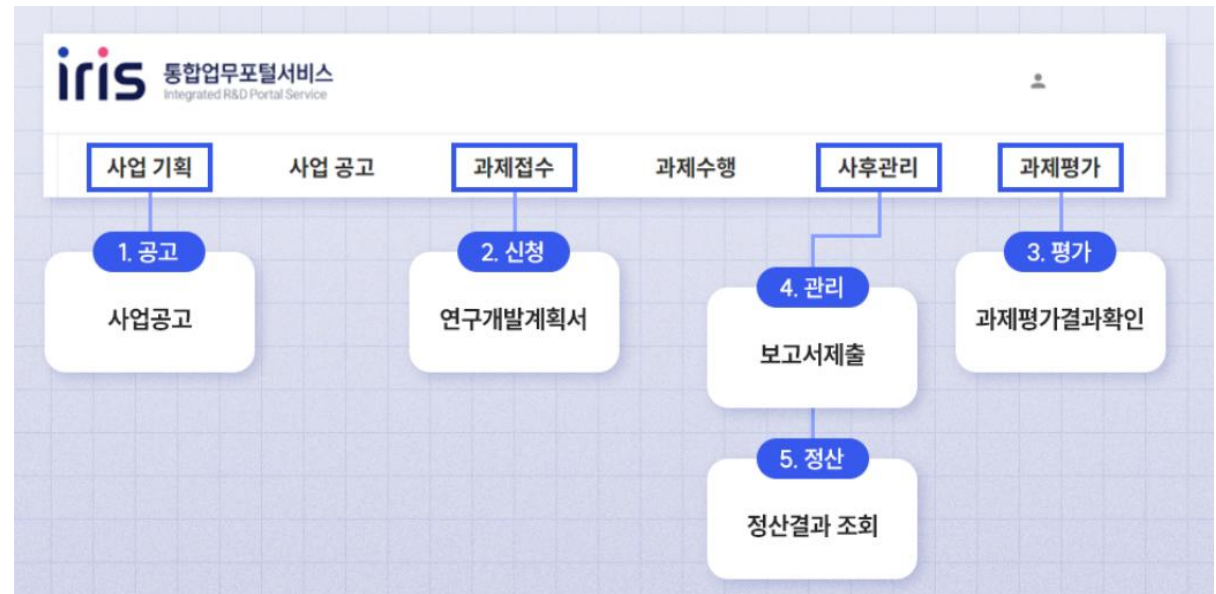 iris 통합업무포털서비스
Integrated R&D Portal Service
사업 기획 사업 공고 과제접수 과제수행 사후관리 과제평가
1. 공고
사업공고
2. 신청
연구개발계획서
3. 평가
과제평가결과확인
4. 관리
보고서제출
5. 정산
정산결과 조회